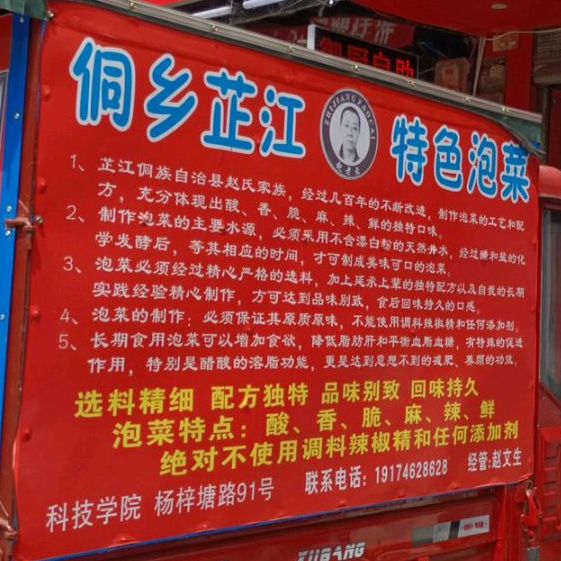 侗乡芷江
ZHIJIANG PAOCAI
特色泡菜
1、芷江侗族自治县赵氏家族，经过几百年的不断改进，制作泡菜的工艺和配
方，充分体现出酸、香、脆、麻、辣、鲜的独特口味。
2、制作泡菜的主要水源，必须采用不含漂白粉的天然井水，经过糖和盐的化
学发酵后，等其相应的时间，才可制成美味可口的泡菜。
3、泡菜必须经过精心严格的选料，加上延水上辈的独特配方以及自我的长期
实践经验精心制作，方可达到品味别致，食后回味持久的口感。
4、泡菜的制作：必须保证其原质原味，不能使用调料辣椒精和任何添加剂。
5、长期食用泡菜可以增加食欲，降低脂肪肝和平衡血脂血糖，有特殊的促进
作用，特别是醋酸的溶脂功能，更是达到意想不到的减肥、养颜的功效。
选料精细 配方独特 品味别致 回味持久
泡菜特点：酸、香、脆、麻、辣、鲜
绝对不使用调料辣椒精和任何添加剂
科技学院 杨梓塘路91号 联系电话：19174628628 经管：赵文生